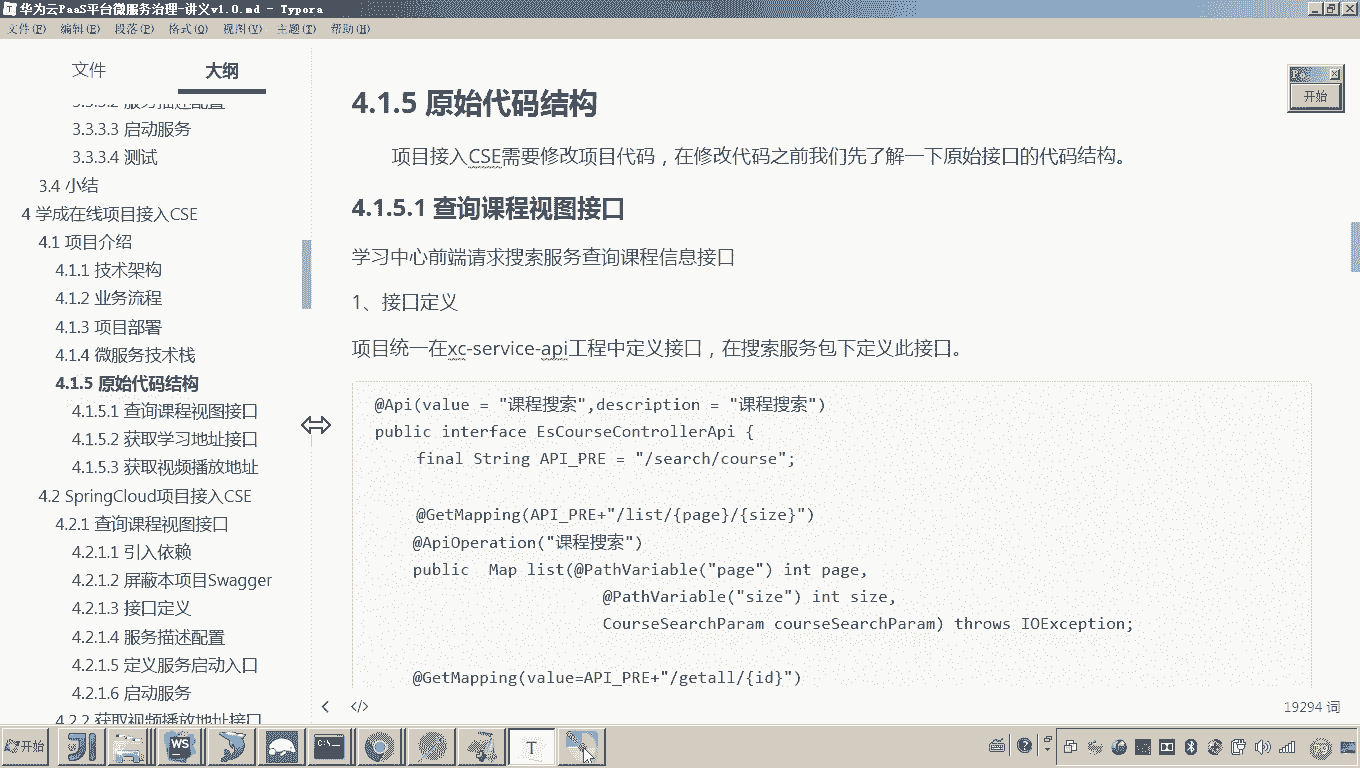 华为云PaaS平台微服务治理-讲义v1.0.md - Typora
文件(F) 编辑(E) 段落(P) 格式(O) 视图(V) 主题(T) 帮助(H)
文件 大纲
3.3.3.2 服务描述配置
3.3.3.3 启动服务
3.3.3.4 测试
3.4 小结
4 学成在线项目接入CSE
4.1 项目介绍
4.1.1 技术架构
4.1.2 业务流程
4.1.3 项目部署
4.1.4 微服务技术栈
4.1.5 原始代码结构
4.1.5.1 查询课程视图接口
4.1.5.2 获取学习地址接口
4.1.5.3 获取视频播放地址
4.2 SpringCloud项目接入CSE
4.2.1 查询课程视图接口
4.2.1.1 引入依赖
4.2.1.2 屏蔽本项目Swagger
4.2.1.3 接口定义
4.2.1.4 服务描述配置
4.2.1.5 定义服务启动入口
4.2.1.6 启动服务
4.2.2 获取视频播放地址接口
4.1.5 原始代码结构
项目接入CSE需要修改项目代码，在修改代码之前我们先了解一下原始接口的代码结构。
4.1.5.1 查询课程视图接口
学习中心前端请求搜索服务查询课程信息接口
1、接口定义
项目统一在xc-service-api工程中定义接口，在搜索服务包下定义此接口。
@Api(value = "课程搜索",description = "课程搜索")
public interface EsCourseControllerApi {
final String API_PRE = "/search/course";
@GetMapping(API_PRE+"/list/{page}/{size}")
@ApiOperation("课程搜索")
public  Map list(@PathVariable("page") int page,
@PathVariable("size") int size,
CourseSearchParam courseSearchParam) throws IOException;
@GetMapping(value=API_PRE+"/getall/{id}")
</> 19294 词
开始
开始
WS
C:\
T